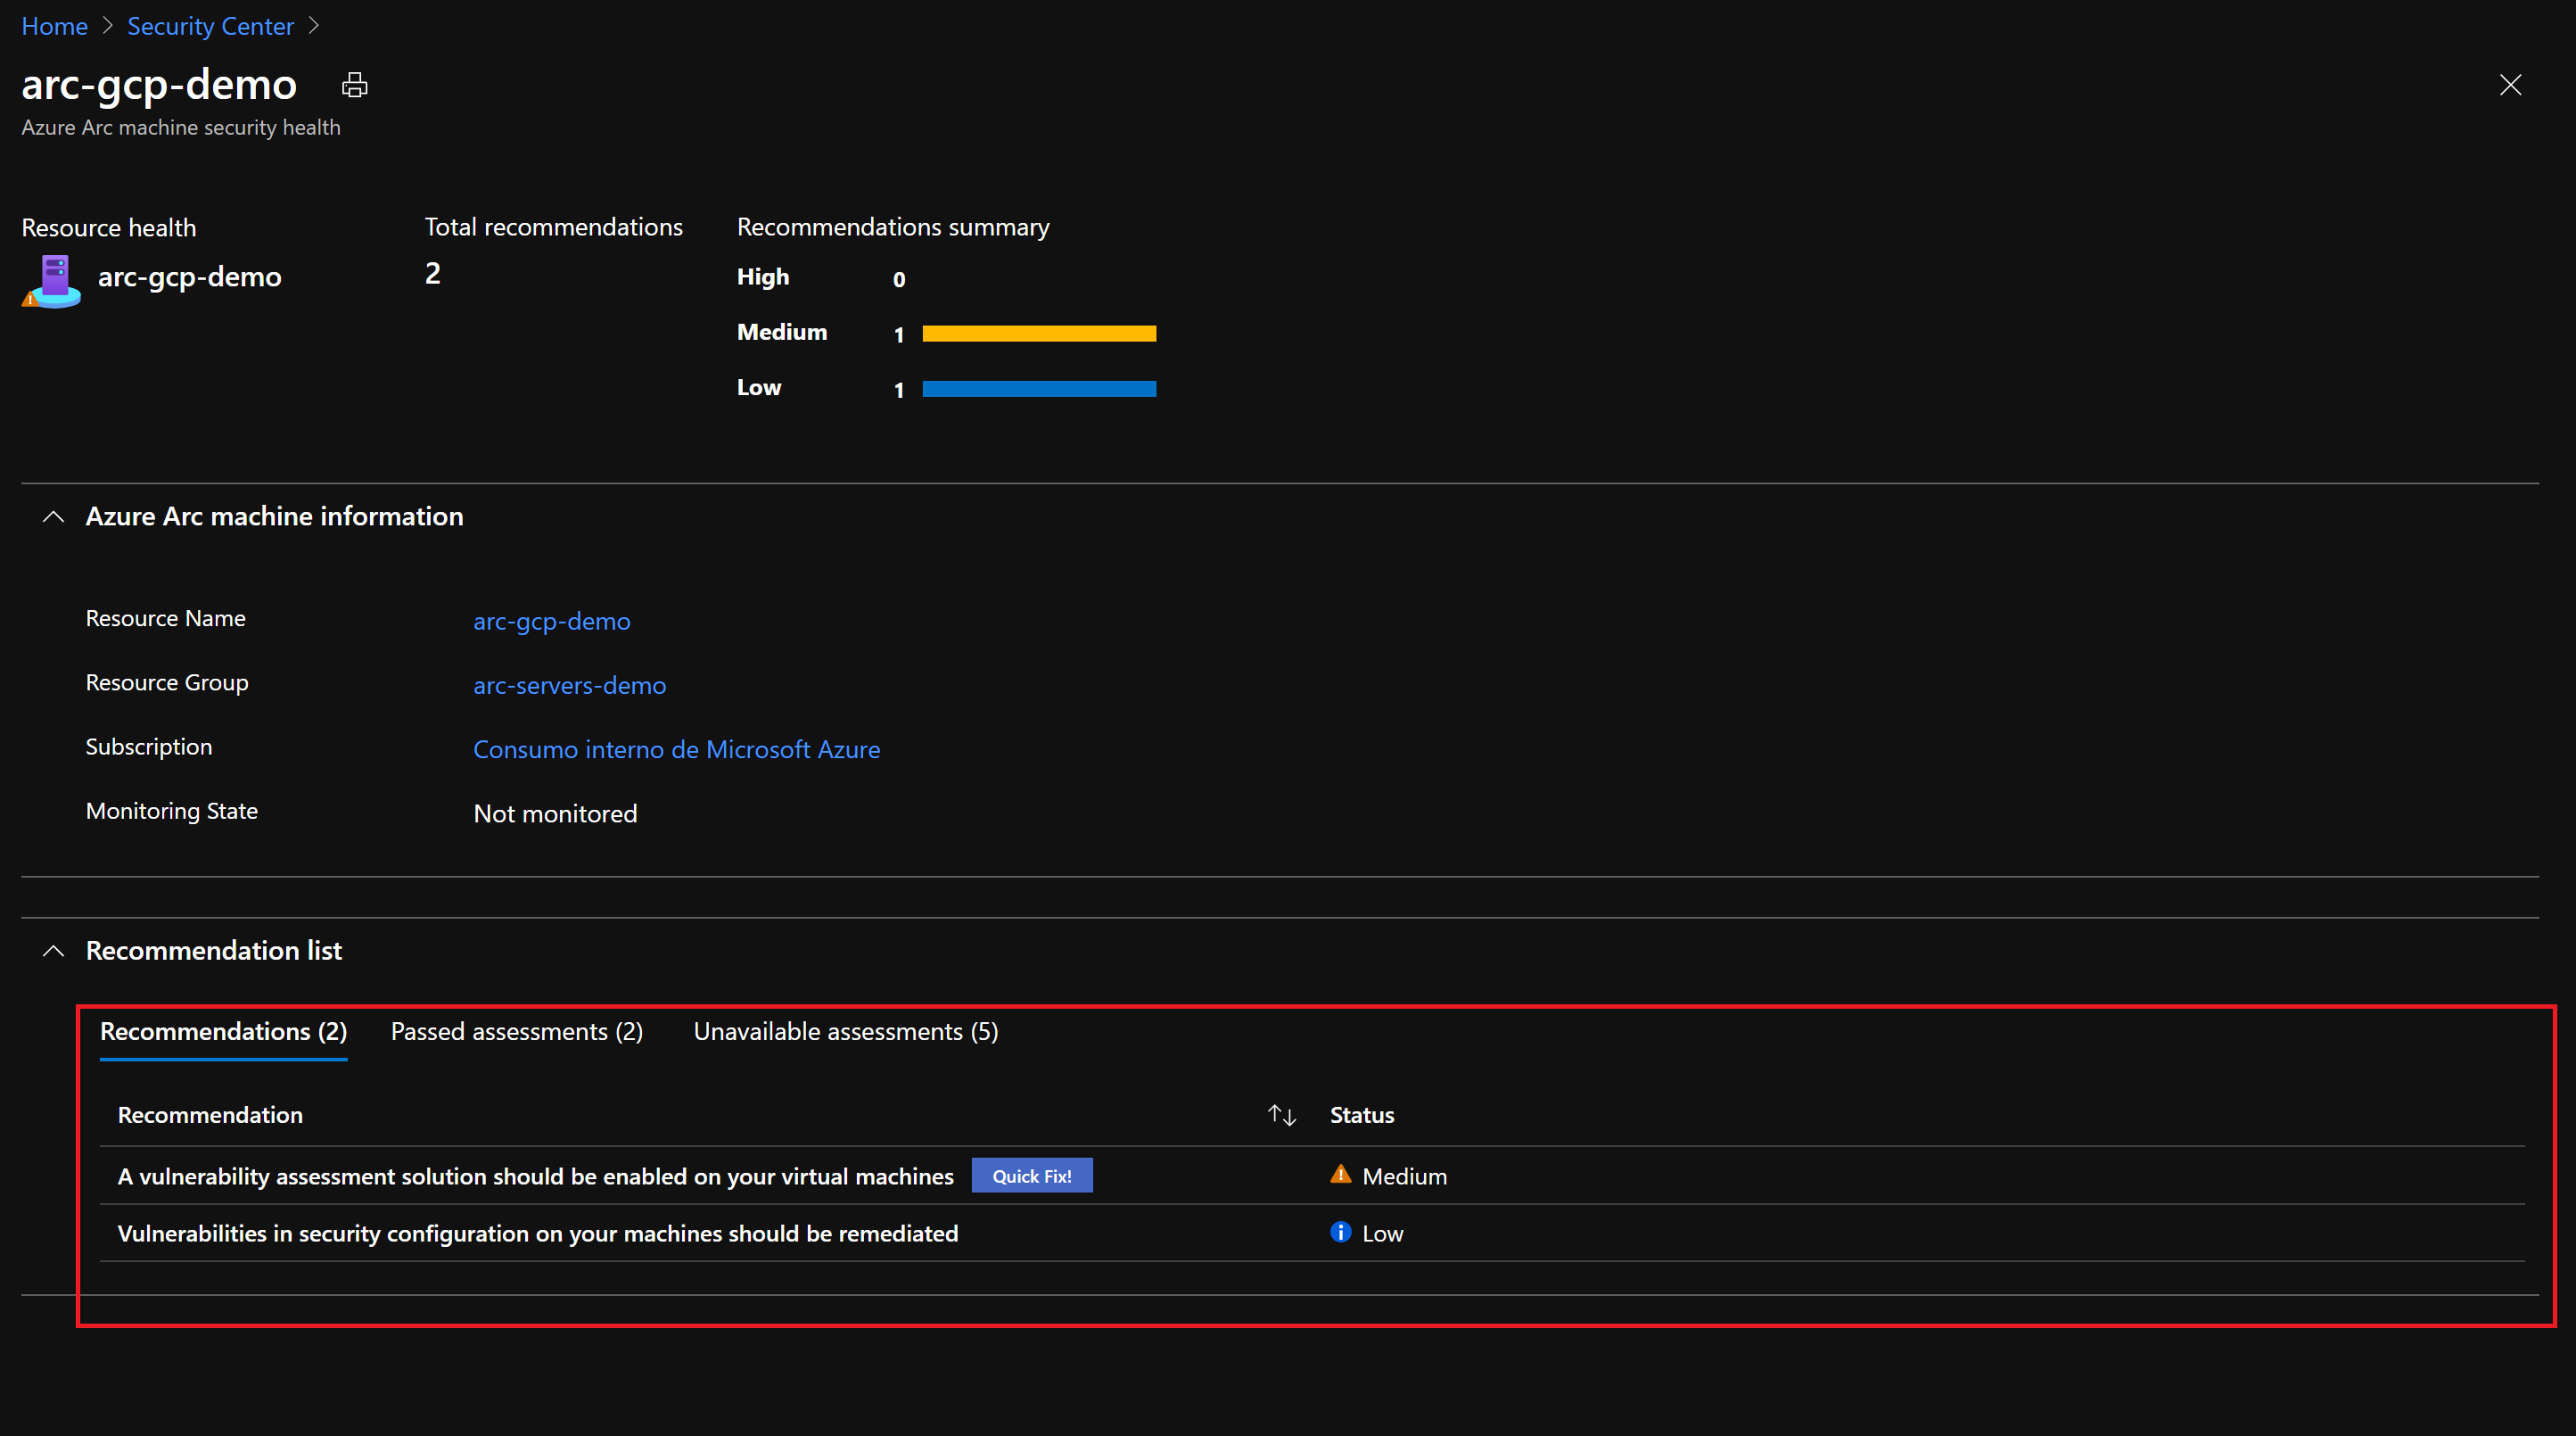 Home > Security Center >
arc-gcp-demo
Azure Arc machine security health
Resource health
arc-gcp-demo
Total recommendations
2
Recommendations summary
High 0
Medium 1
Low 1
Azure Arc machine information
Resource Name arc-gcp-demo
Resource Group arc-servers-demo
Subscription Consumo interno de Microsoft Azure
Monitoring State Not monitored
Recommendation list
Recommendations (2) Passed assessments (2) Unavailable assessments (5)
Recommendation Status
A vulnerability assessment solution should be enabled on your virtual machines Quick Fix! Medium
Vulnerabilities in security configuration on your machines should be remediated Low